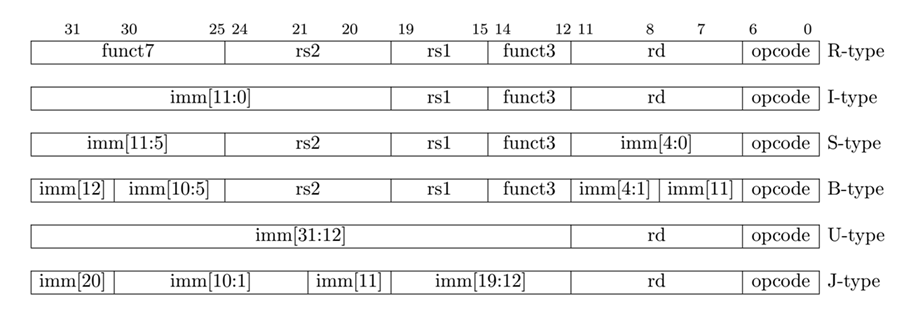 31 30 25 24 21 20 19 15 14 12 11 8 7 6 0
funct7 rs2 rs1 funct3 rd opcode R-type
imm[11:0] rs1 funct3 rd opcode I-type
imm[11:5] rs2 rs1 funct3 imm[4:0] opcode S-type
imm[12] imm[10:5] rs2 rs1 funct3 imm[4:1] imm[11] opcode B-type
imm[31:12] rd opcode U-type
imm[20] imm[10:1] imm[11] imm[19:12] rd opcode J-type